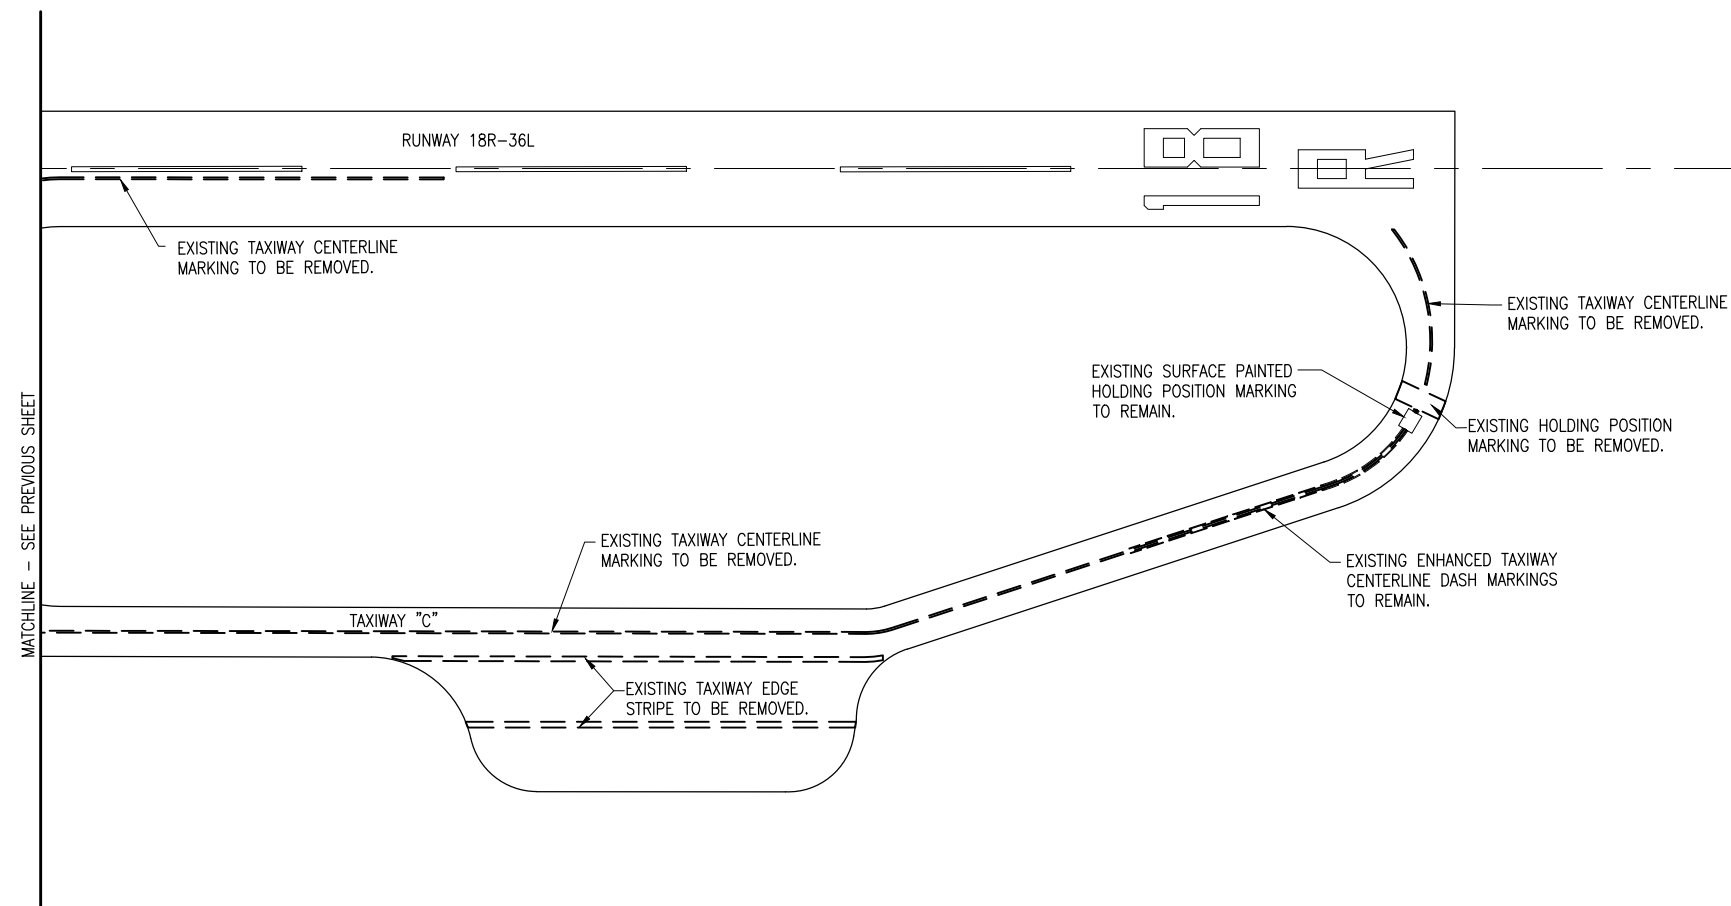 RUNWAY 18R-36L
18
R
EXISTING TAXIWAY CENTERLINE
MARKING TO BE REMOVED.
EXISTING TAXIWAY CENTERLINE
MARKING TO BE REMOVED.
EXISTING SURFACE PAINTED
HOLDING POSITION MARKING
TO REMAIN.
EXISTING HOLDING POSITION
MARKING TO BE REMOVED.
MATCHLINE - SEE PREVIOUS SHEET
EXISTING TAXIWAY CENTERLINE
MARKING TO BE REMOVED.
EXISTING ENHANCED TAXIWAY
CENTERLINE DASH MARKINGS
TO REMAIN.
TAXIWAY "C"
EXISTING TAXIWAY EDGE
STRIPE TO BE REMOVED.